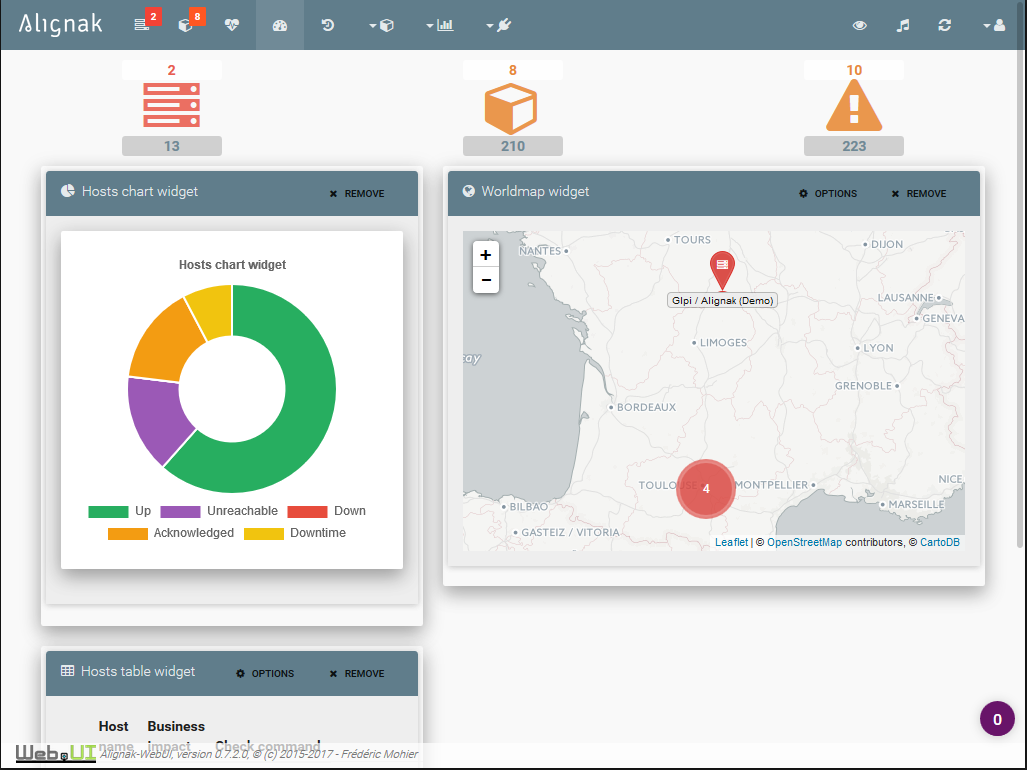 Alignak 2 8
2 8 10
13 210 223
Hosts chart widget REMOVE
Worldmap widget OPTIONS REMOVE
Hosts chart widget
Up Unreachable Down
Acknowledged Downtime
+
−
NANTES
TOURS
DIJON
Glpi / Alignak (Demo)
LAUSANNE
GENEVA
LIMOGES
LYON
ay
GRENOBLE
BORDEAUX
TOULOUSE
4
MONTPELLIER
NICE
MARSEILLE
BILBAO
GASTEIZ / VITORIA
Leaflet | © OpenStreetMap contributors, © CartoDB
Hosts table widget OPTIONS REMOVE
Host Business
name impact Check command
0
Web UI Alignak-WebUI, version 0.7.2.0, © (c) 2015-2017 - Frédéric Mohier